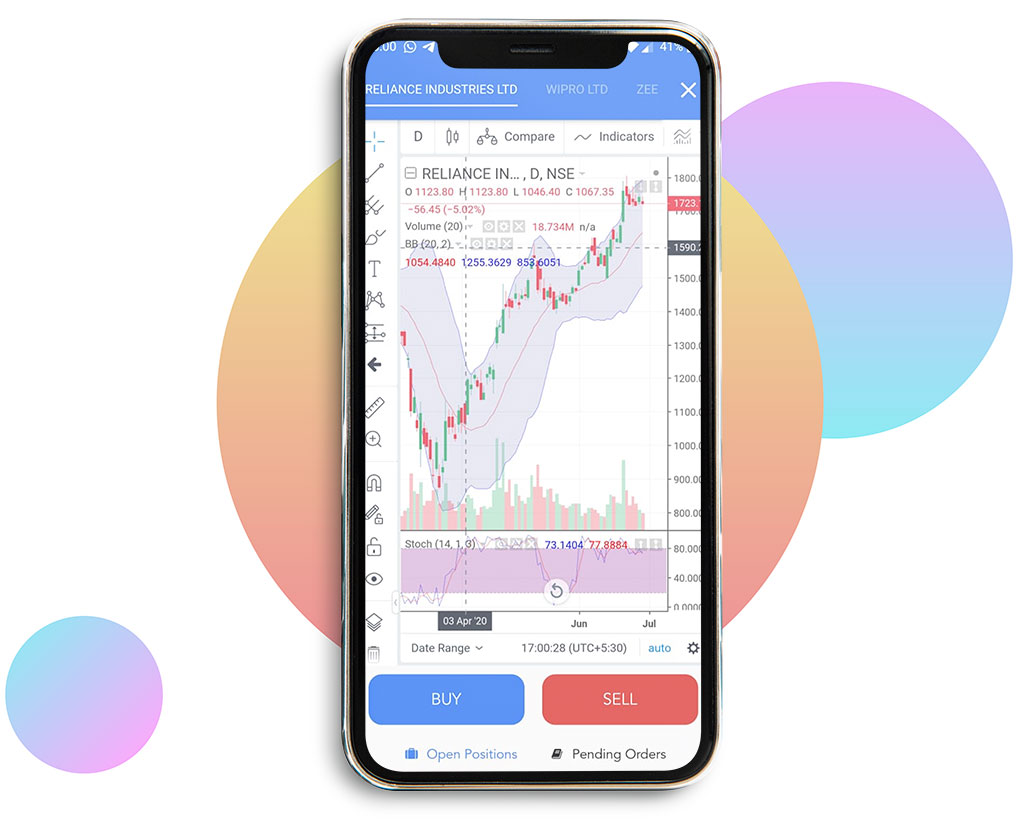 :00 41%
RELIANCE INDUSTRIES LTD WIPRO LTD ZEE
D Compare Indicators
RELIANCE IN... , D, NSE
O 1123.80 H 1123.80 L 1046.40 C 1067.35
−56.45 (−5.02%)
Volume (20) 18.734M n/a
BB (20, 2)
1054.4840 1255.3629 853.6051
1800.0
1723.
1700.0
1590.2
1500.0
1400.0
1300.0
1200.0
1100.0
1000.0
900.00
800.00
Stoch (14, 1, 3) 73.1404 77.8884
80.000
40.000
0.0000
03 Apr '20 Jun Jul
Date Range 17:00:28 (UTC+5:30) auto
BUY SELL
Open Positions Pending Orders